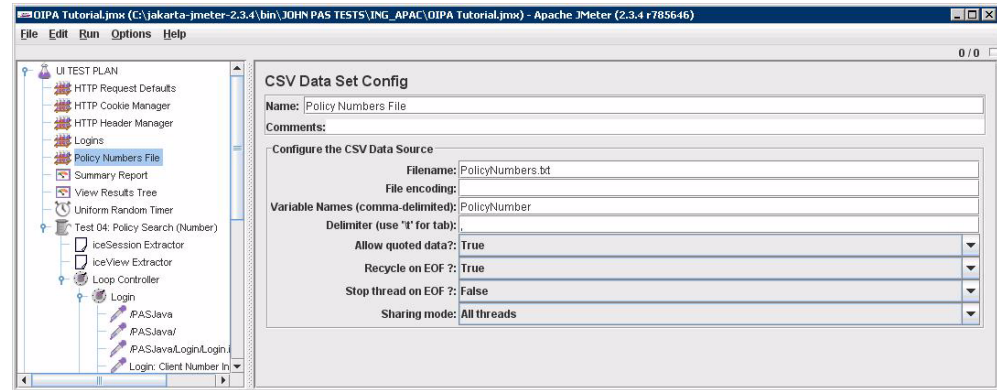 OIPA Tutorial.jmx (C:\jakarta-jmeter-2.3.4\bin\JOHN PAS TESTS\ING_APAC\OIPA Tutorial.jmx) - Apache JMeter (2.3.4 r785646)
File Edit Run Options Help
0 / 0
UI TEST PLAN
HTTP Request Defaults
HTTP Cookie Manager
HTTP Header Manager
Logins
Policy Numbers File
Summary Report
View Results Tree
Uniform Random Timer
Test 04: Policy Search (Number)
iceSession Extractor
iceView Extractor
Loop Controller
Login
/PASJava
/PASJava/
/PASJava/Login/Login.i
Login: Client Number In
CSV Data Set Config
Name: Policy Numbers File
Comments:
Configure the CSV Data Source
Filename: PolicyNumbers.txt
File encoding:
Variable Names (comma-delimited): PolicyNumber
Delimiter (use '\t' for tab): ,
Allow quoted data?: True
Recycle on EOF ?: True
Stop thread on EOF ?: False
Sharing mode: All threads